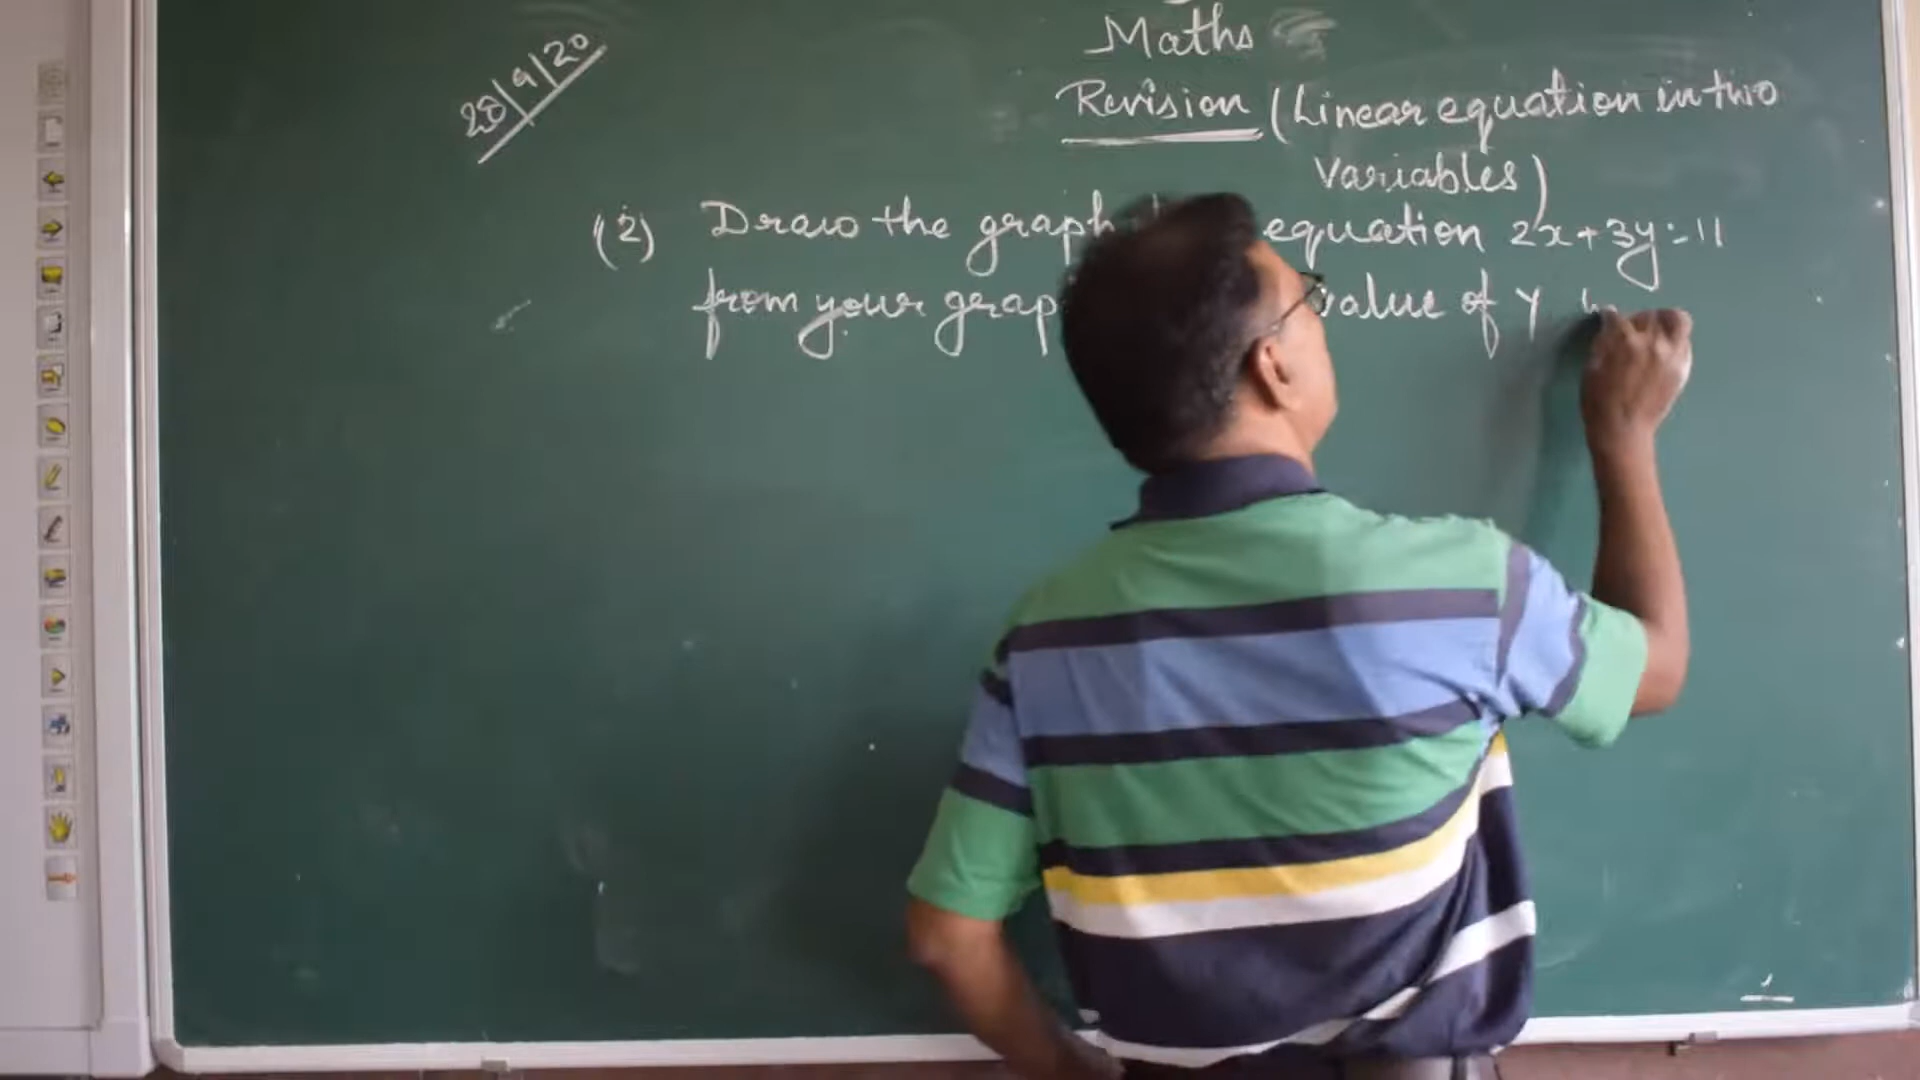 Maths
28/9/20
Revision (Linear equation in two
Variables)
(2) Draw the graph equation 2x+3y=11
from your grap value of y